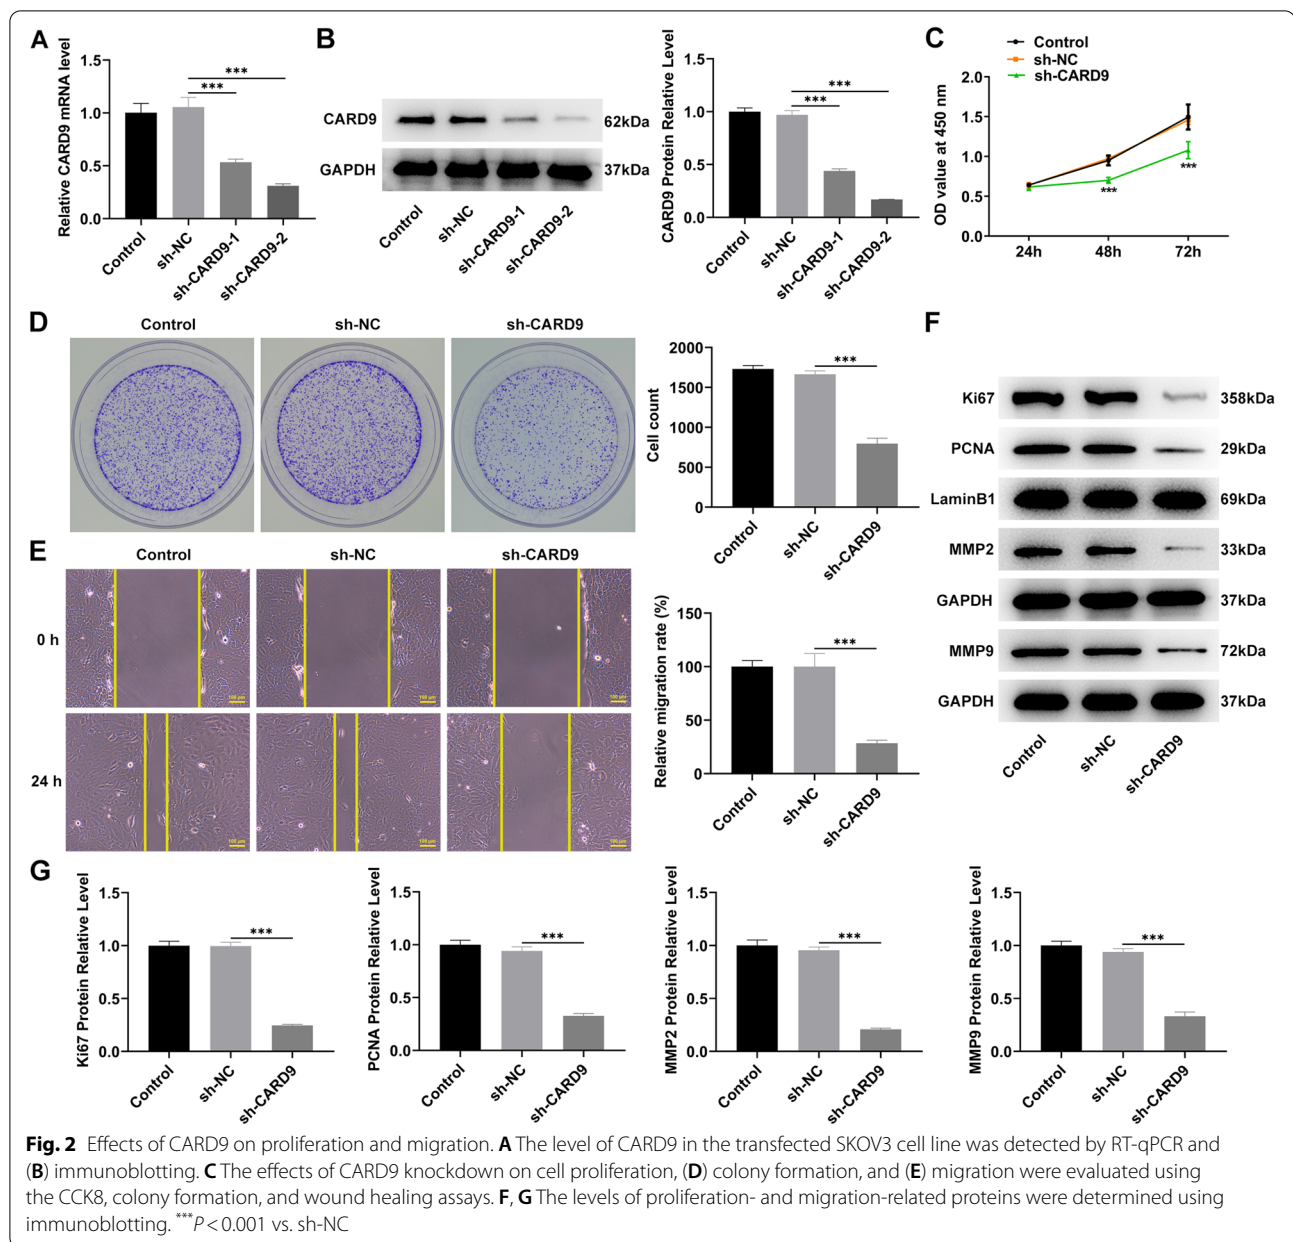 A
Relative CARD9 mRNA level
1.5
1.0
0.5
0.0
***
***
Control
sh-NC
sh-CARD9-1
sh-CARD9-2
B
CARD9
62kDa
GAPDH
37kDa
Control
sh-NC
sh-CARD9-1
sh-CARD9-2
CARD9 Protein Relative Level
1.5
1.0
0.5
0.0
***
***
Control
sh-NC
sh-CARD9-1
sh-CARD9-2
C
Control
sh-NC
sh-CARD9
OD value at 450 nm
2.0
1.5
1.0
0.5
0.0
***
***
24h
48h
72h
D
Control
sh-NC
sh-CARD9
Cell count
2000
1500
1000
500
0
***
Control
sh-NC
sh-CARD9
E
Control
sh-NC
sh-CARD9
0 h
100 μm
100 μm
100 μm
24 h
100 μm
100 μm
100 μm
Relative migration rate (%)
150
100
50
0
***
Control
sh-NC
sh-CARD9
F
Ki67
358kDa
PCNA
29kDa
LaminB1
69kDa
MMP2
33kDa
GAPDH
37kDa
MMP9
72kDa
GAPDH
37kDa
Control
sh-NC
sh-CARD9
G
Ki67 Protein Relative Level
1.5
1.0
0.5
0.0
***
Control
sh-NC
sh-CARD9
PCNA Protein Relative Level
1.5
1.0
0.5
0.0
***
Control
sh-NC
sh-CARD9
MMP2 Protein Relative Level
1.5
1.0
0.5
0.0
***
Control
sh-NC
sh-CARD9
MMP9 Protein Relative Level
1.5
1.0
0.5
0.0
***
Control
sh-NC
sh-CARD9
Fig. 2 Effects of CARD9 on proliferation and migration. A The level of CARD9 in the transfected SKOV3 cell line was detected by RT-qPCR and
(B) immunoblotting. C The effects of CARD9 knockdown on cell proliferation, (D) colony formation, and (E) migration were evaluated using
the CCK8, colony formation, and wound healing assays. F, G The levels of proliferation- and migration-related proteins were determined using
immunoblotting. ***P < 0.001 vs. sh-NC